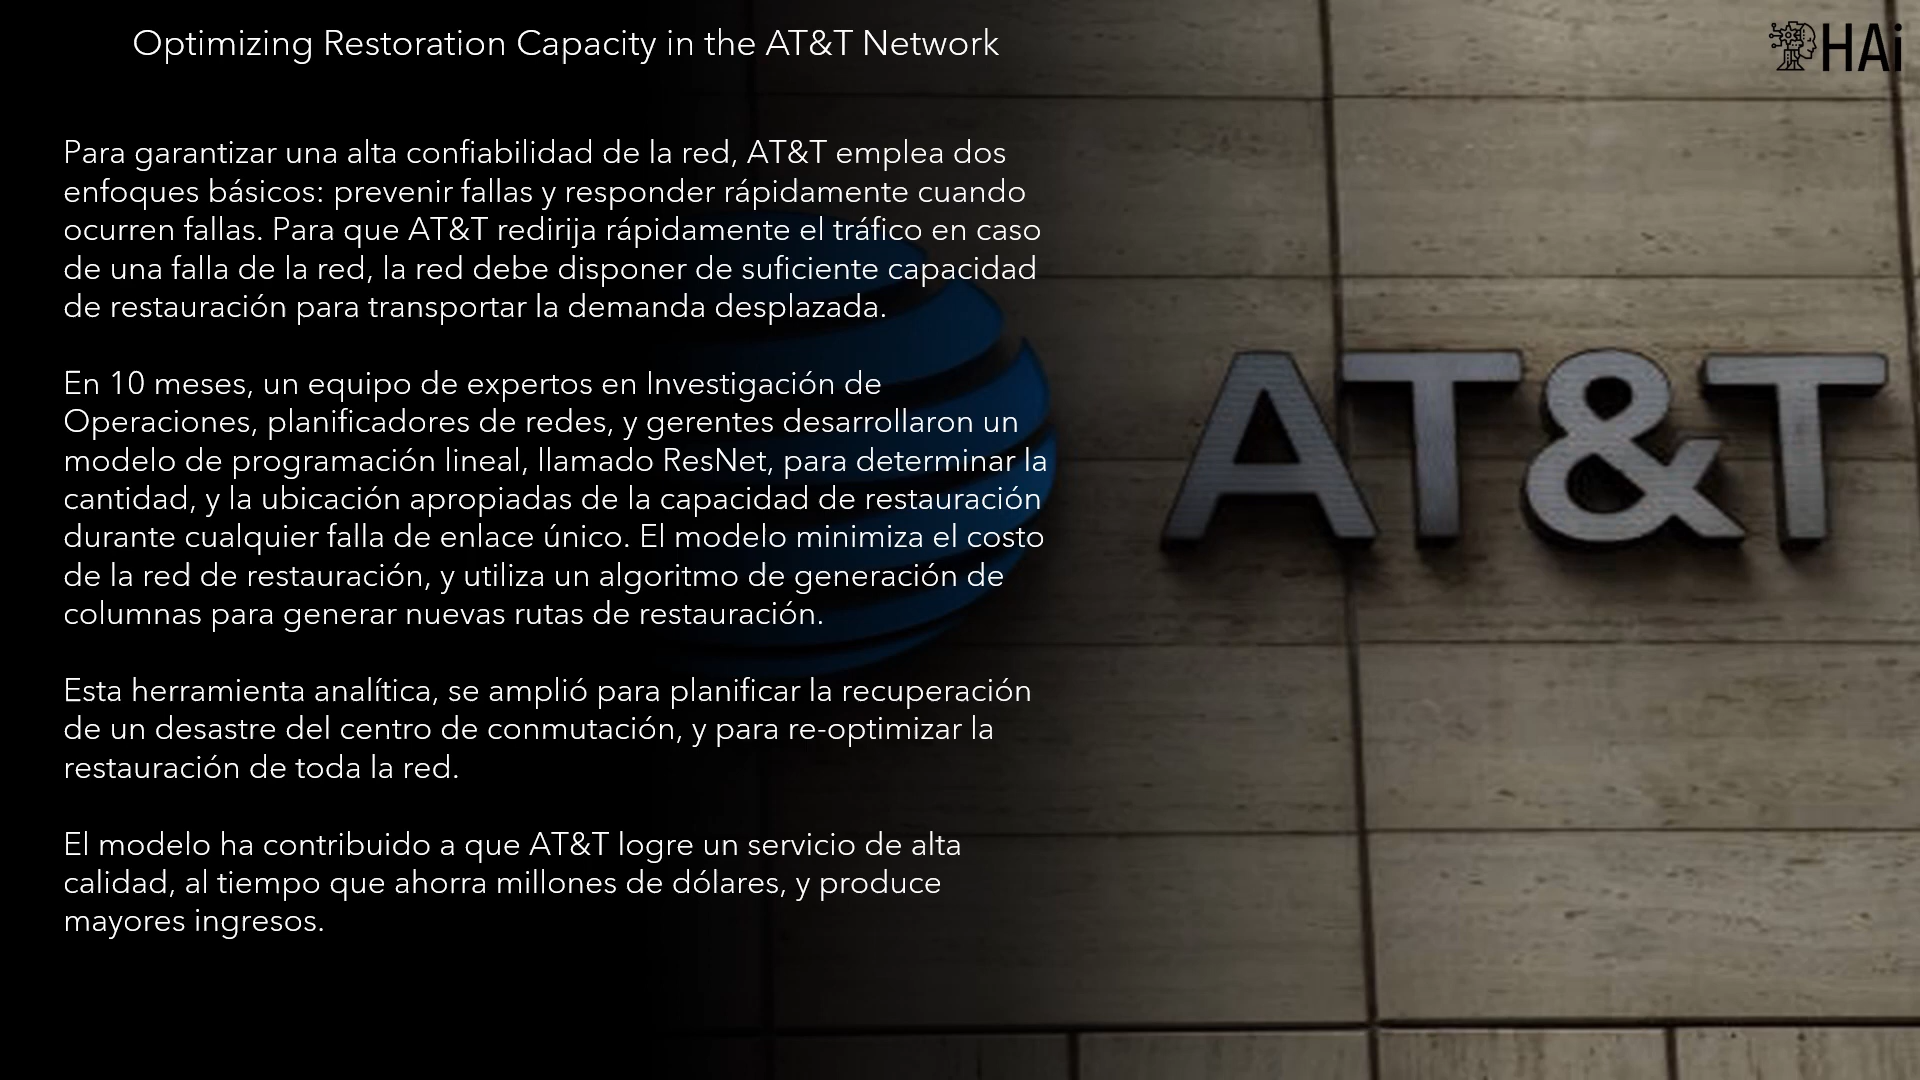 Optimizing Restoration Capacity in the AT&T Network
HAi
Para garantizar una alta confiabilidad de la red, AT&T emplea dos
enfoques básicos: prevenir fallas y responder rápidamente cuando
ocurren fallas. Para que AT&T redirija rápidamente el tráfico en caso
de una falla de la red, la red debe disponer de suficiente capacidad
de restauración para transportar la demanda desplazada.
En 10 meses, un equipo de expertos en Investigación de
Operaciones, planificadores de redes, y gerentes desarrollaron un
modelo de programación lineal, llamado ResNet, para determinar la
cantidad, y la ubicación apropiadas de la capacidad de restauración
durante cualquier falla de enlace único. El modelo minimiza el costo
de la red de restauración, y utiliza un algoritmo de generación de
columnas para generar nuevas rutas de restauración.
Esta herramienta analítica, se amplió para planificar la recuperación
de un desastre del centro de conmutación, y para re-optimizar la
restauración de toda la red.
El modelo ha contribuido a que AT&T logre un servicio de alta
calidad, al tiempo que ahorra millones de dólares, y produce
mayores ingresos.
AT&T